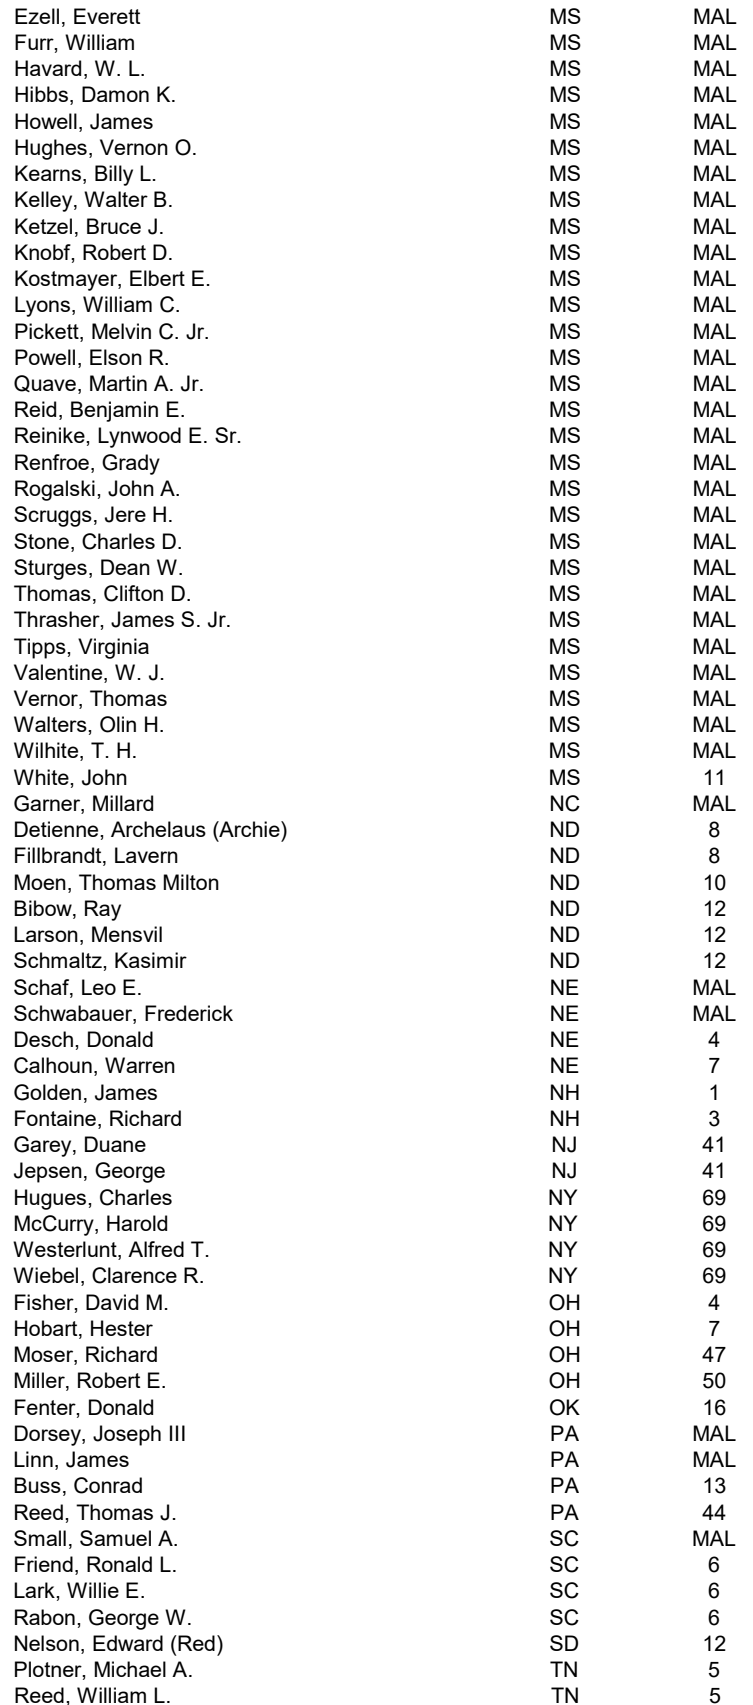 Ezell, Everett MS MAL
Furr, William MS MAL
Havard, W. L. MS MAL
Hibbs, Damon K. MS MAL
Howell, James MS MAL
Hughes, Vernon O. MS MAL
Kearns, Billy L. MS MAL
Kelley, Walter B. MS MAL
Ketzel, Bruce J. MS MAL
Knobf, Robert D. MS MAL
Kostmayer, Elbert E. MS MAL
Lyons, William C. MS MAL
Pickett, Melvin C. Jr. MS MAL
Powell, Elson R. MS MAL
Quave, Martin A. Jr. MS MAL
Reid, Benjamin E. MS MAL
Reinike, Lynwood E. Sr. MS MAL
Renfroe, Grady MS MAL
Rogalski, John A. MS MAL
Scruggs, Jere H. MS MAL
Stone, Charles D. MS MAL
Sturges, Dean W. MS MAL
Thomas, Clifton D. MS MAL
Thrasher, James S. Jr. MS MAL
Tipps, Virginia MS MAL
Valentine, W. J. MS MAL
Vernor, Thomas MS MAL
Walters, Olin H. MS MAL
Wilhite, T. H. MS MAL
White, John MS 11
Garner, Millard NC MAL
Detienne, Archelaus (Archie) ND 8
Fillbrandt, Lavern ND 8
Moen, Thomas Milton ND 10
Bibow, Ray ND 12
Larson, Mensvil ND 12
Schmaltz, Kasimir ND 12
Schaf, Leo E. NE MAL
Schwabauer, Frederick NE MAL
Desch, Donald NE 4
Calhoun, Warren NE 7
Golden, James NH 1
Fontaine, Richard NH 3
Garey, Duane NJ 41
Jepsen, George NJ 41
Hugues, Charles NY 69
McCurry, Harold NY 69
Westerlunt, Alfred T. NY 69
Wiebel, Clarence R. NY 69
Fisher, David M. OH 4
Hobart, Hester OH 7
Moser, Richard OH 47
Miller, Robert E. OH 50
Fenter, Donald OK 16
Dorsey, Joseph III PA MAL
Linn, James PA MAL
Buss, Conrad PA 13
Reed, Thomas J. PA 44
Small, Samuel A. SC MAL
Friend, Ronald L. SC 6
Lark, Willie E. SC 6
Rabon, George W. SC 6
Nelson, Edward (Red) SD 12
Plotner, Michael A. TN 5
Reed, William L. TN 5